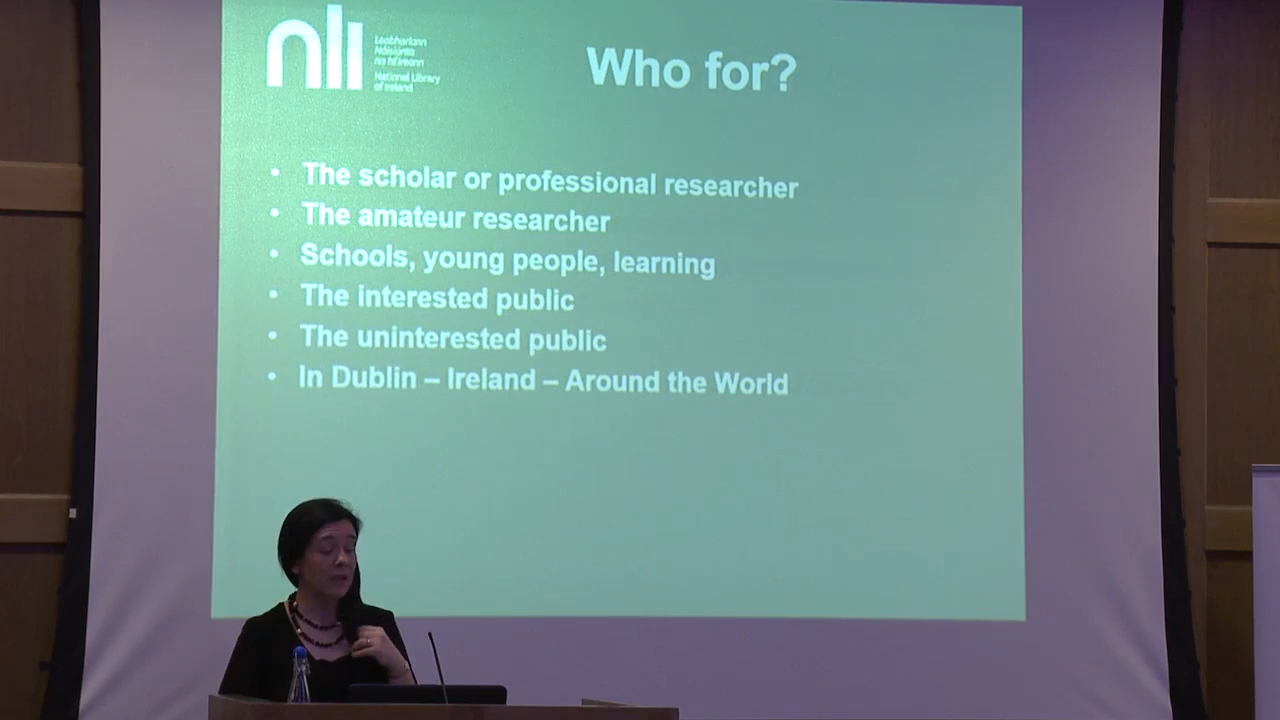 nli
Leabharlann
Náisiúnta
na hÉireann
National Library
of Ireland
Who for?
• The scholar or professional researcher
• The amateur researcher
• Schools, young people, learning
• The interested public
• The uninterested public
• In Dublin – Ireland – Around the World